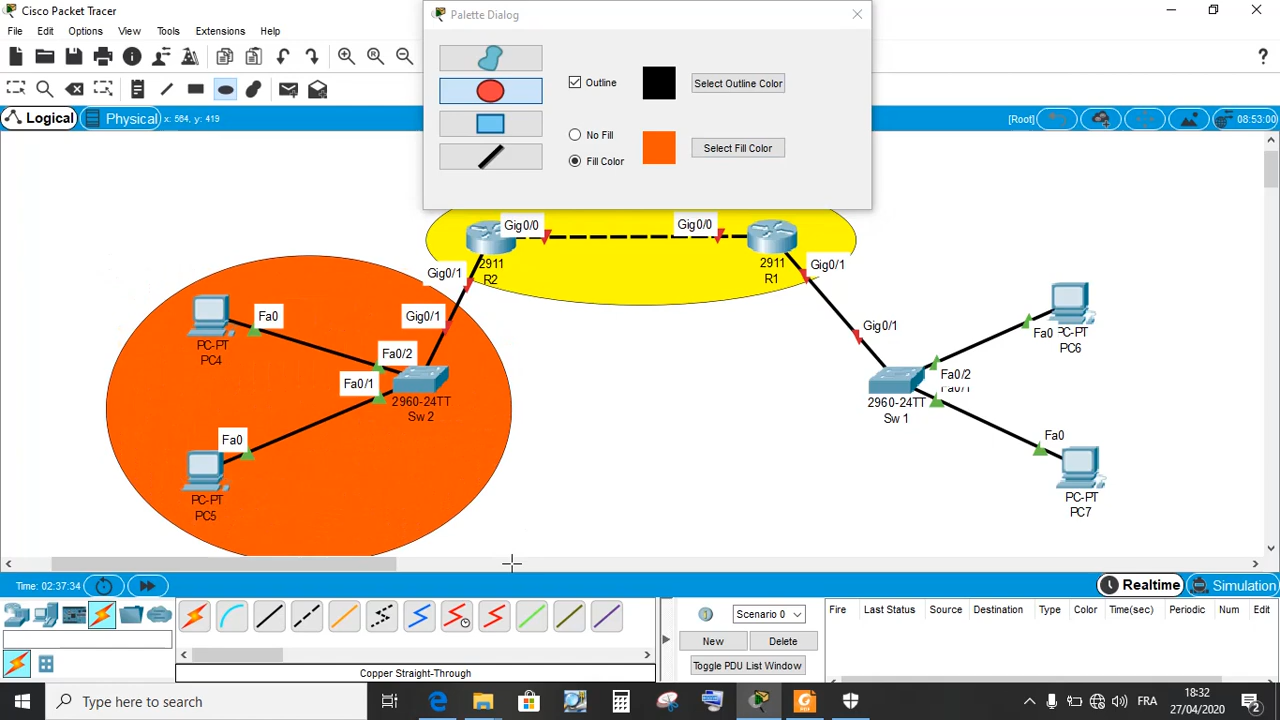 Cisco Packet Tracer
Palette Dialog
File Edit Options View Tools Extensions Help
Outline
Select Outline Color
No Fill
Fill Color
Select Fill Color
Logical
Physical
x: 564, y: 419
[Root]
08:53:00
Gig0/0
Gig0/0
2911
R2
2911
R1
Gig0/1
Gig0/1
Gig0/1
Gig0/1
Fa0
PC-PT
PC4
Fa0/2
Fa0/1
2960-24TT
Sw 2
Fa0
PC-PT
PC5
Fa0
PC-PT
PC6
Fa0/2
Fa0/1
2960-24TT
Sw 1
Fa0
PC-PT
PC7
Time: 02:37:34
Realtime
Simulation
Scenario 0
New
Delete
Toggle PDU List Window
Fire Last Status Source Destination Type Color Time(sec) Periodic Num Edit
Copper Straight-Through
Type here to search
FRA
18:32
27/04/2020
2